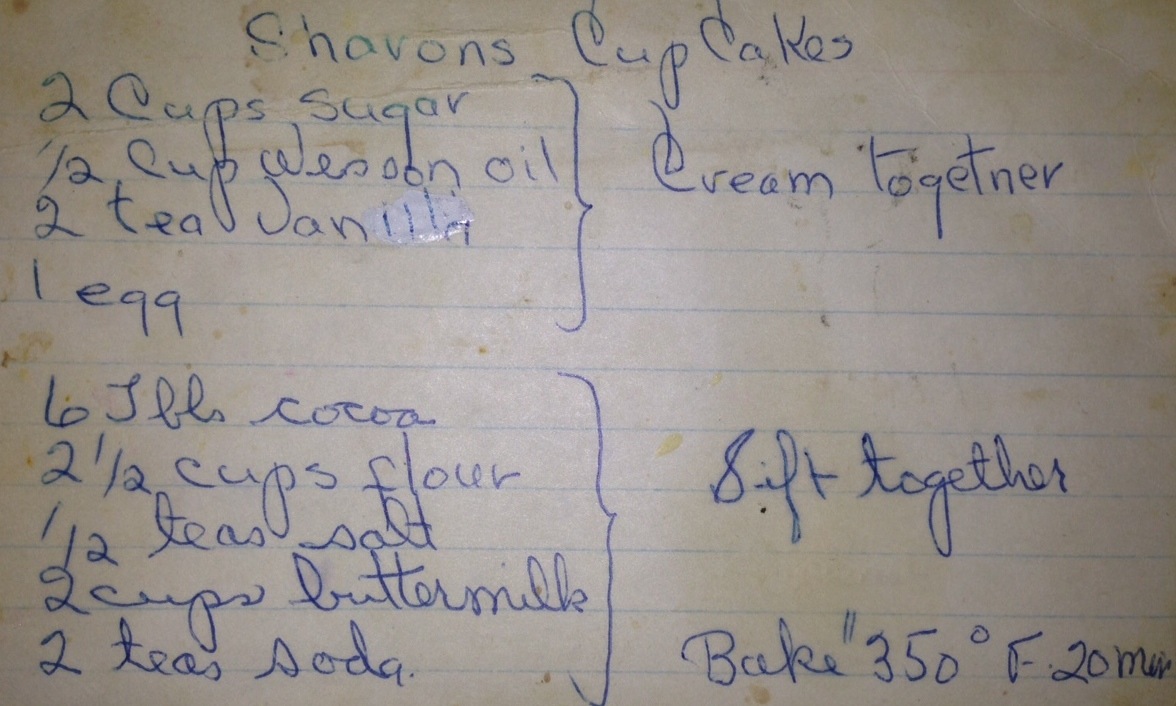 Sharons CupCakes
2 Cups sugar
1/2 Cup Wesson oil
2 tea Vanilla
1 egg
Cream together
6 Tbls cocoa
2 1/2 cups flour
1/2 teas salt
2 cups buttermilk
2 teas soda.
Sift together
Bake " 350° F. 20 min